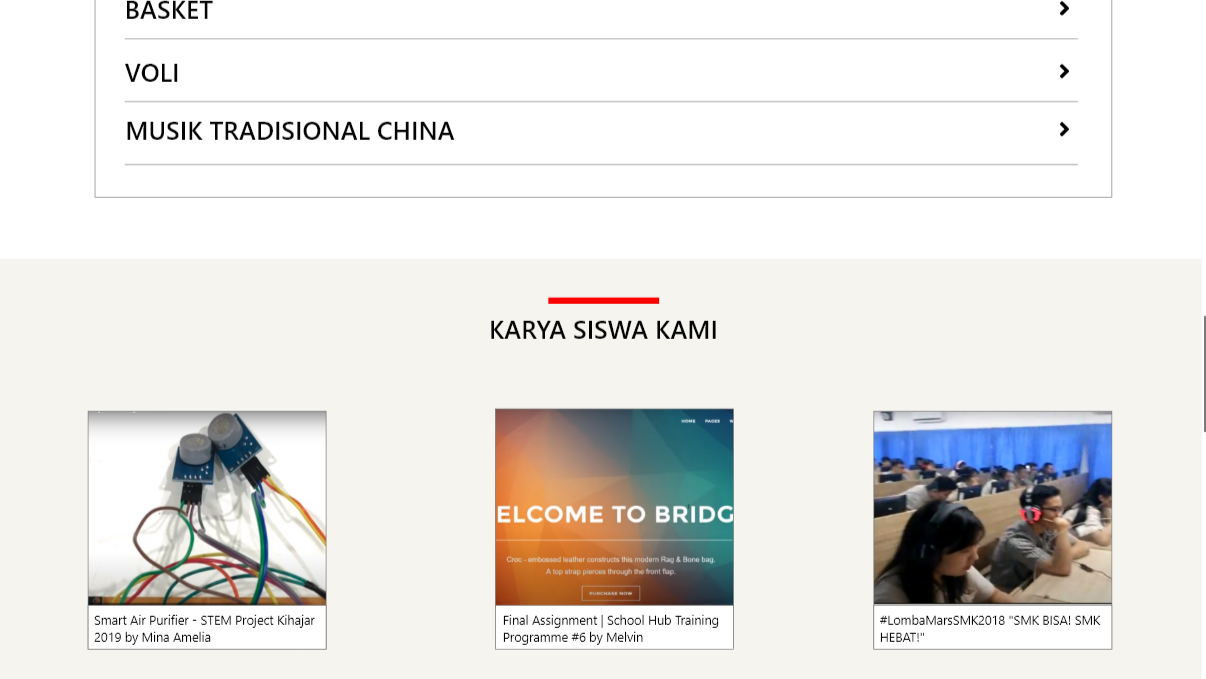 BASKET
VOLI
MUSIK TRADISIONAL CHINA
KARYA SISWA KAMI
HOME PAGES
ELCOME TO BRIDG
Croc - embossed leather constructs this modern Rag & Bone bag.
A top strap pierces through the front flap.
PURCHASE NOW
Smart Air Purifier - STEM Project Kihajar
2019 by Mina Amelia
Final Assignment | School Hub Training
Programme #6 by Melvin
#LombaMarsSMK2018 "SMK BISA! SMK
HEBAT!"